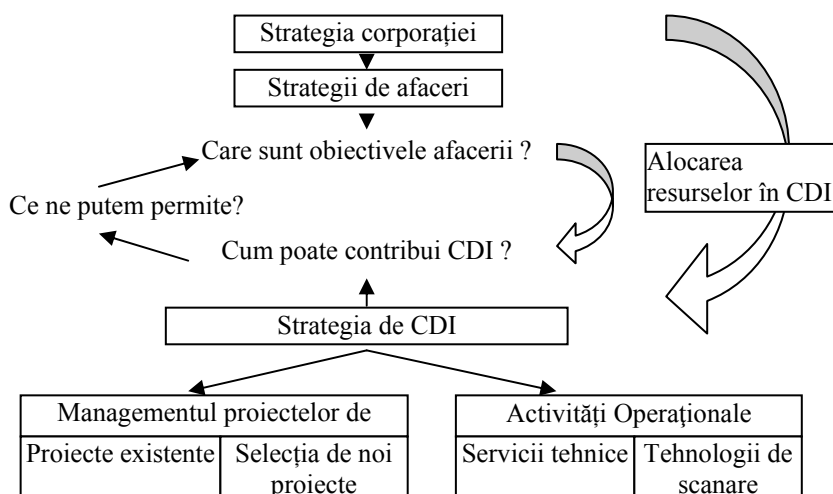 Strategia corporației
Strategii de afaceri
Care sunt obiectivele afacerii ?
Alocarea
resurselor în CDI
Ce ne putem permite?
Cum poate contribui CDI ?
Strategia de CDI
Managementul proiectelor de
Proiecte existente
Selecția de noi
proiecte
Activități Operaţionale
Servicii tehnice
Tehnologii de
scanare